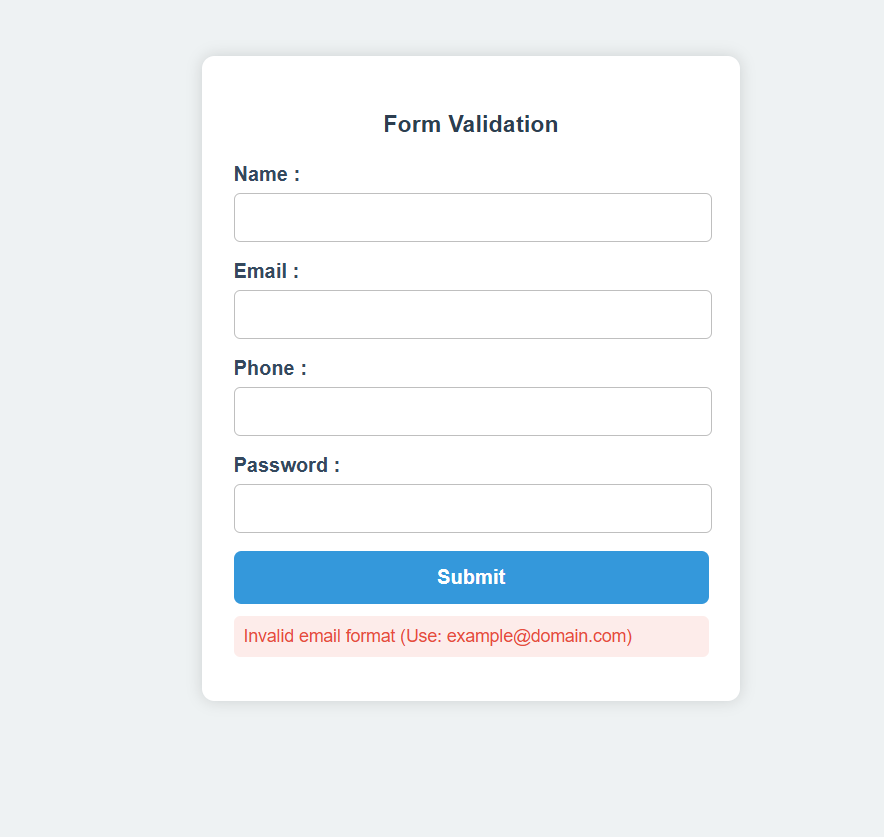 Form Validation
Name :
Email :
Phone :
Password :
Submit
Invalid email format (Use: example@domain.com)